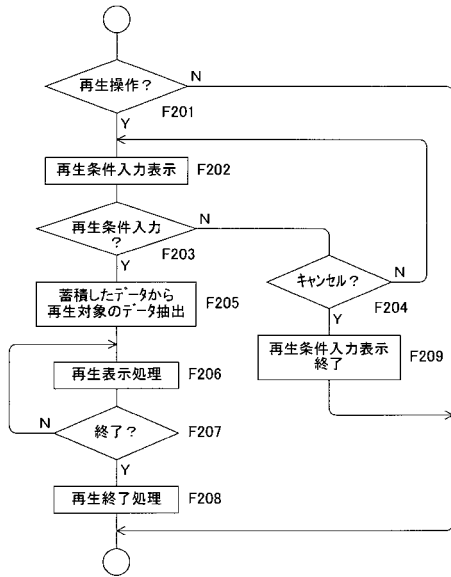 再生操作?
N
F201
Y
再生条件入力表示
F202
再生条件入力
?
N
F203
Y
キャンセル?
N
F204
Y
蓄積したデータから
再生対象のデータ抽出
F205
再生条件入力表示
終了
F209
再生表示処理
F206
N
終了?
F207
Y
再生終了処理
F208